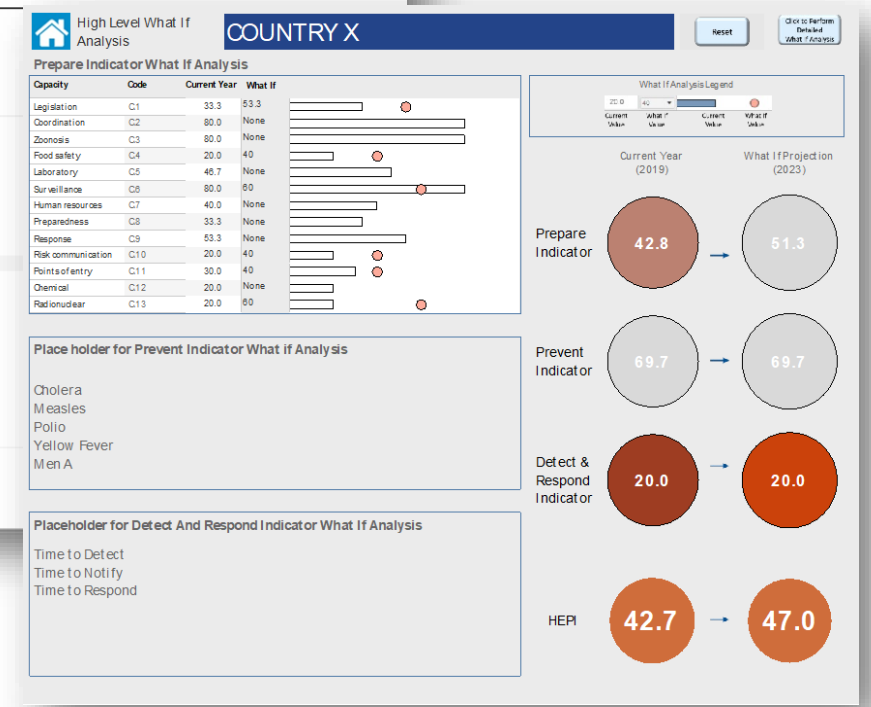 High Level What If
Analysis
COUNTRY X
Reset
Click to Perform
Detailed
What if Analysis
Prepare Indicator What If Analysis
Capacity Code Current Year What If
Legislation C1 33.3 53.3
Coordination C2 80.0 None
Zoonosis C3 80.0 None
Food safety C4 20.0 40
Laboratory C5 46.7 None
Surveillance C6 80.0 60
Human resources C7 40.0 None
Preparedness C8 33.3 None
Response C9 53.3 None
Risk communication C10 20.0 40
Points of entry C11 30.0 40
Chemical C12 20.0 None
Radionuclear C13 20.0 60
What If Analysis Legend
20.0 40
Current What If Current What If
Value Value Value Value
Current Year What If Projection
(2019) (2023)
Prepare
Indicator
42.8 51.3
Prevent
Indicator
69.7 69.7
Detect &
Respond
Indicator
20.0 20.0
HEPI 42.7 47.0
Place holder for Prevent Indicator What if Analysis
Cholera
Measles
Polio
Yellow Fever
Men A
Placeholder for Detect And Respond Indicator What If Analysis
Time to Detect
Time to Notify
Time to Respond